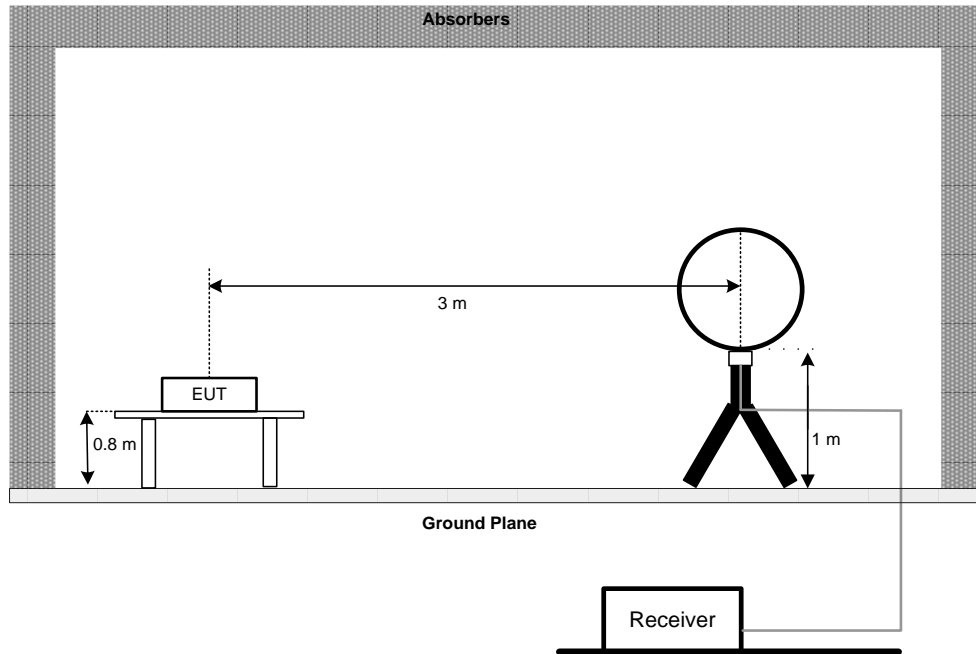 Absorbers
3 m
EUT
0.8 m
1 m
Ground Plane
Receiver